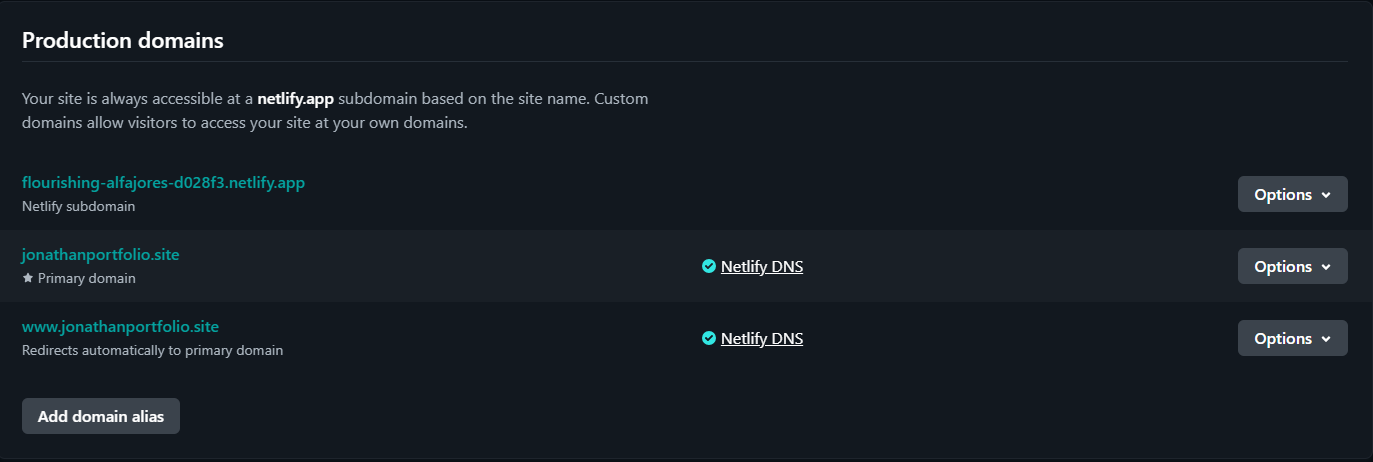 Production domains
Your site is always accessible at a netlify.app subdomain based on the site name. Custom
domains allow visitors to access your site at your own domains.
flourishing-alfajores-d028f3.netlify.app
Netlify subdomain
Options
jonathanportfolio.site
Primary domain
Netlify DNS
Options
www.jonathanportfolio.site
Redirects automatically to primary domain
Netlify DNS
Options
Add domain alias